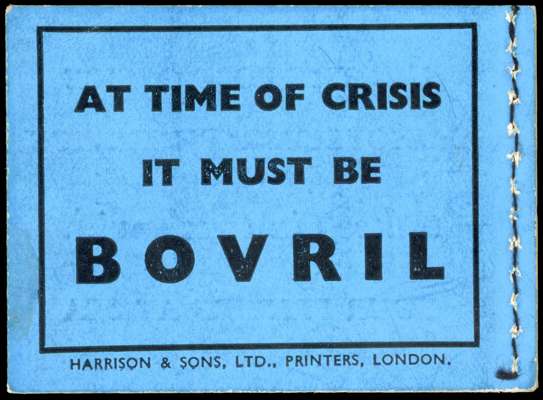 AT TIME OF CRISIS
IT MUST BE
BOVRIL
HARRISON & SONS, LTD., PRINTERS, LONDON.